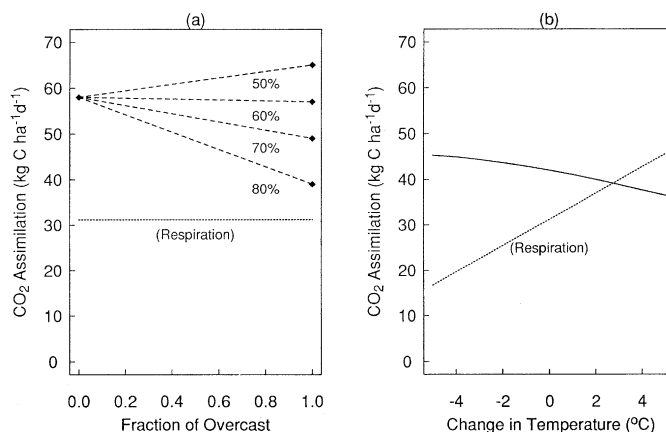 (a)
CO2 Assimilation (kg C ha-1d-1)
70
60
50
40
30
20
10
0
50%
60%
70%
80%
(Respiration)
0.0 0.2 0.4 0.6 0.8 1.0
Fraction of Overcast
(b)
CO2 Assimilation (kg C ha-1d-1)
70
60
50
40
30
20
10
0
(Respiration)
-4 -2 0 2 4
Change in Temperature (oC)